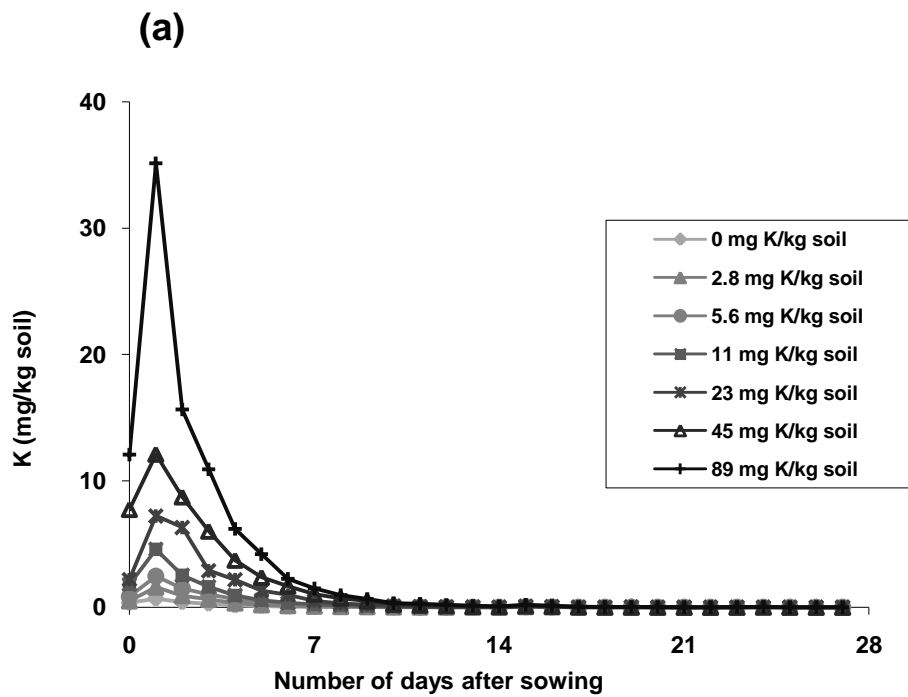 (a)
40
30
20
10
0
K (mg/kg soil)
0 mg K/kg soil
2.8 mg K/kg soil
5.6 mg K/kg soil
11 mg K/kg soil
23 mg K/kg soil
45 mg K/kg soil
89 mg K/kg soil
0 7 14 21 28
Number of days after sowing